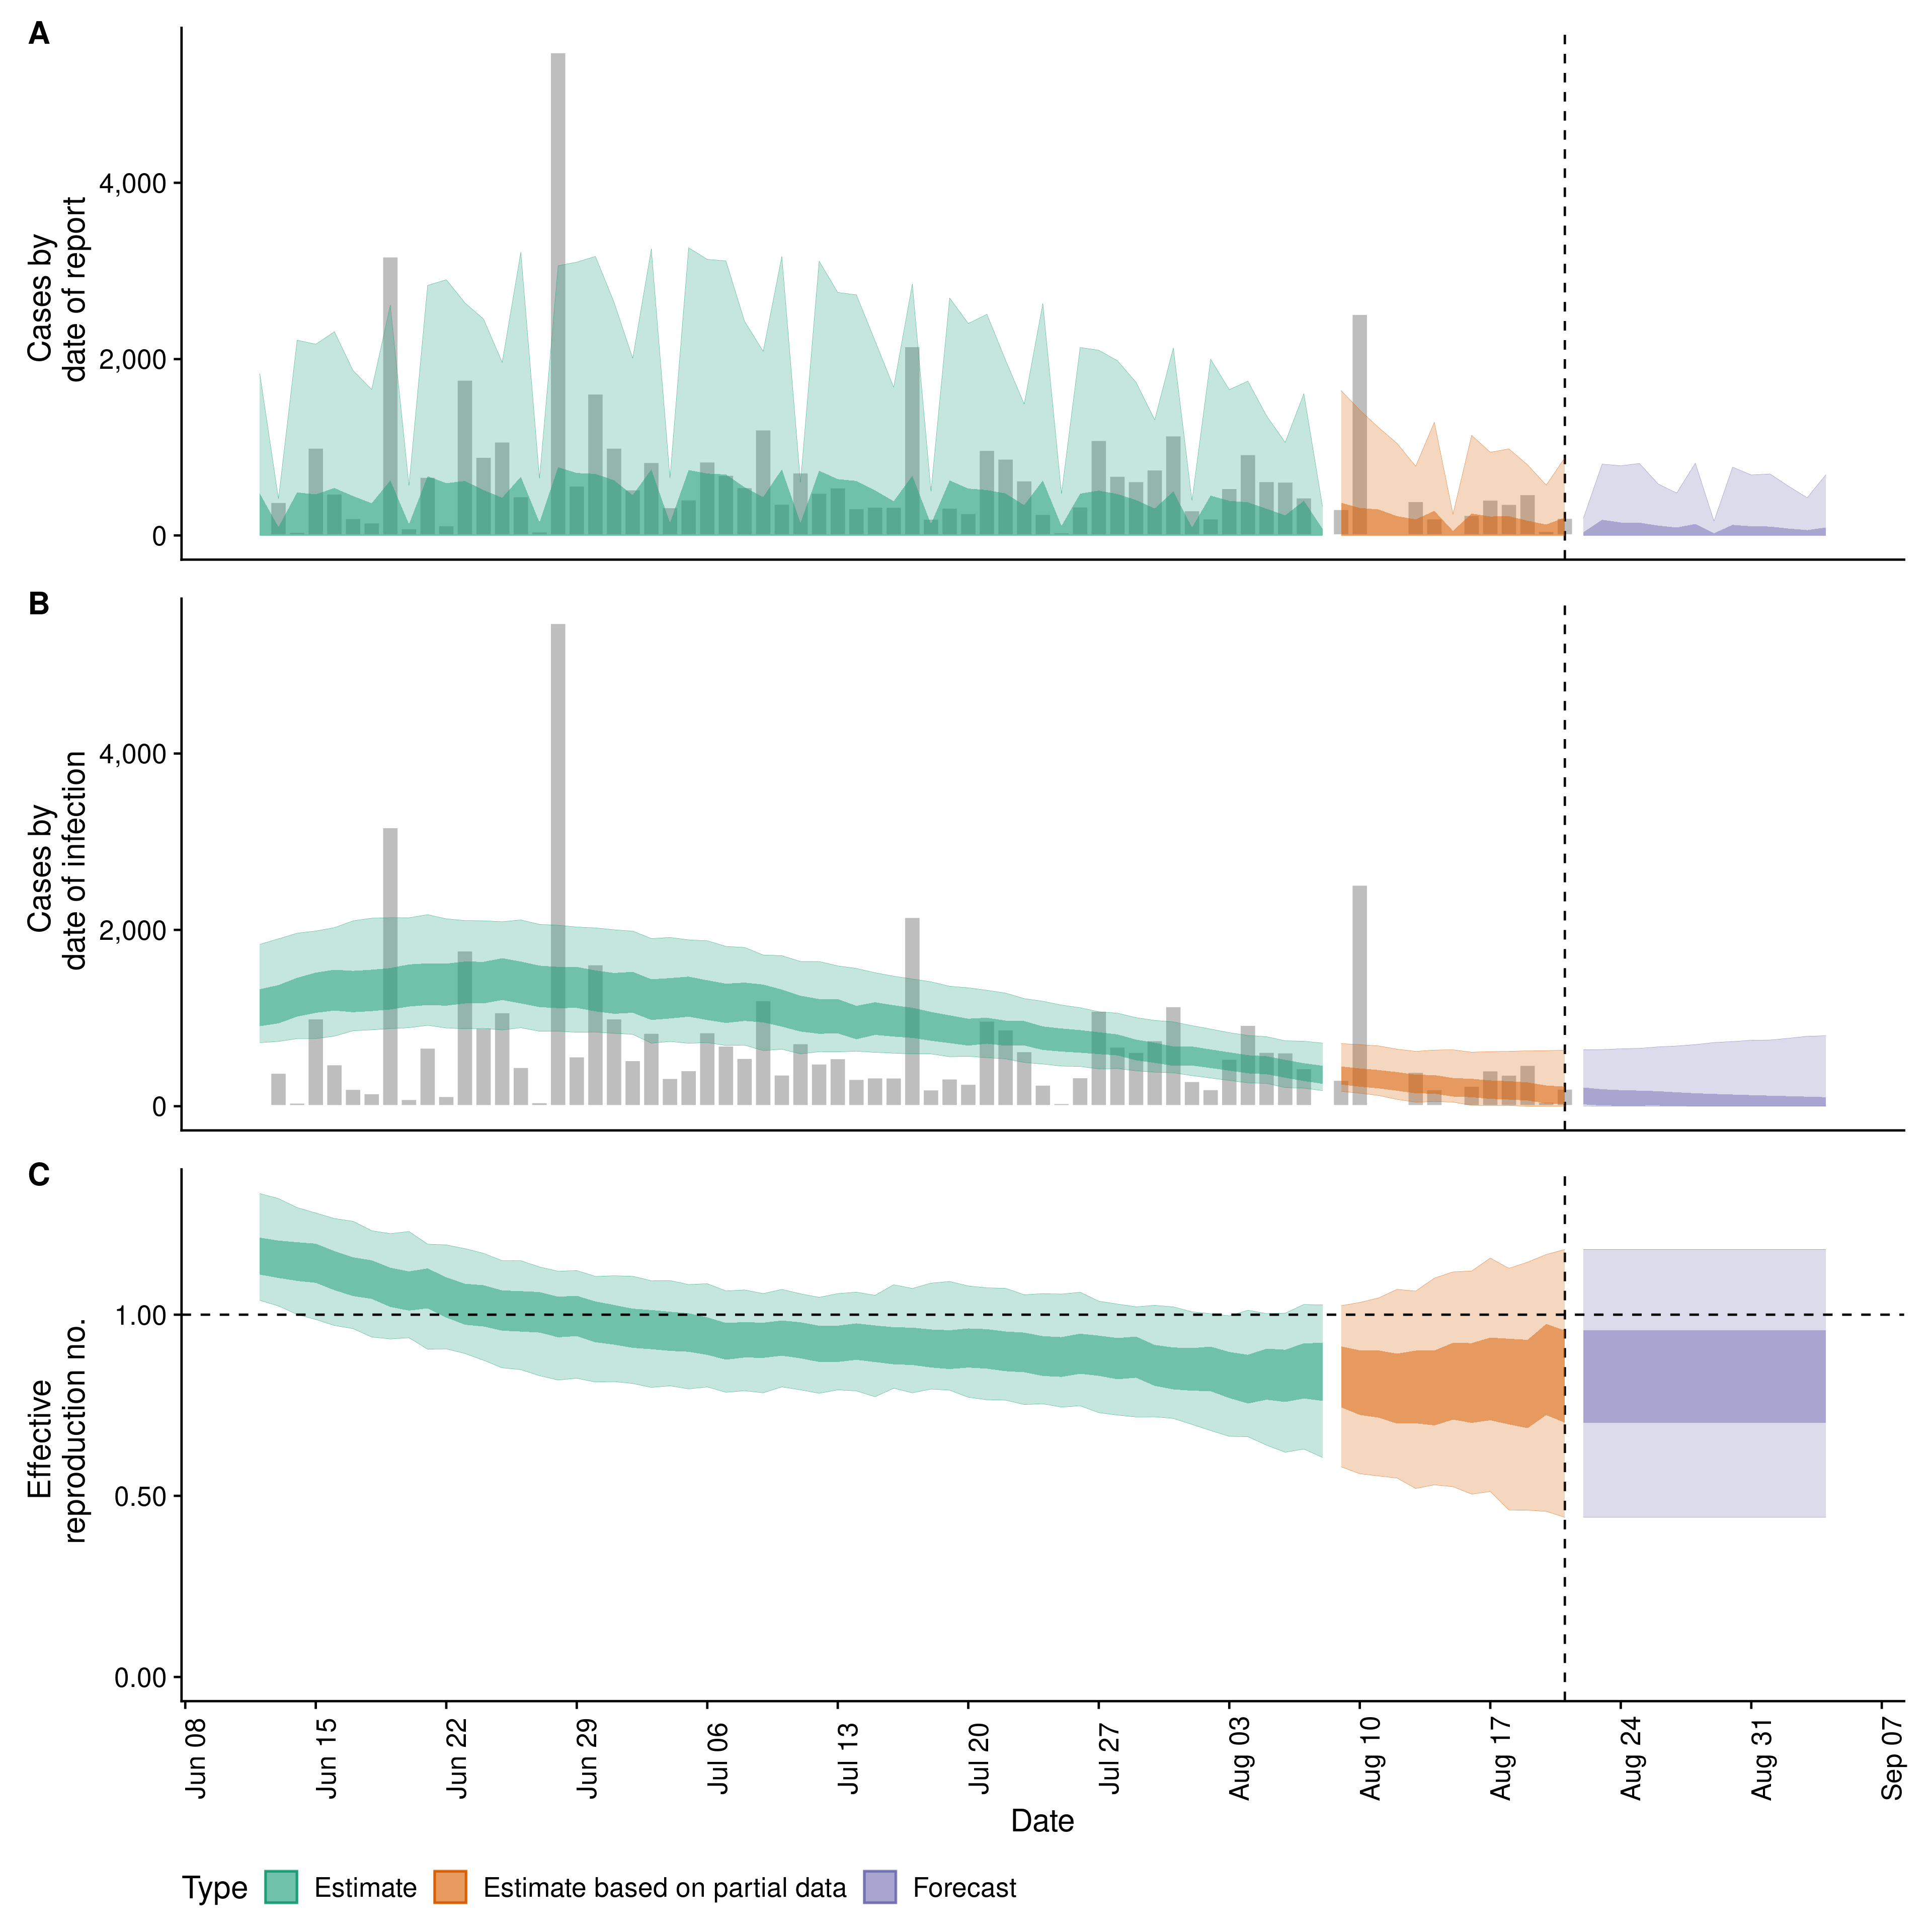 A
Cases by
date of report
4,000
2,000
0
B
Cases by
date of infection
4,000
2,000
0
C
Effective
reproduction no.
1.00
0.50
0.00
Jun 08
Jun 15
Jun 22
Jun 29
Jul 06
Jul 13
Jul 20
Jul 27
Aug 03
Aug 10
Aug 17
Aug 24
Aug 31
Sep 07
Date
Type Estimate Estimate based on partial data Forecast